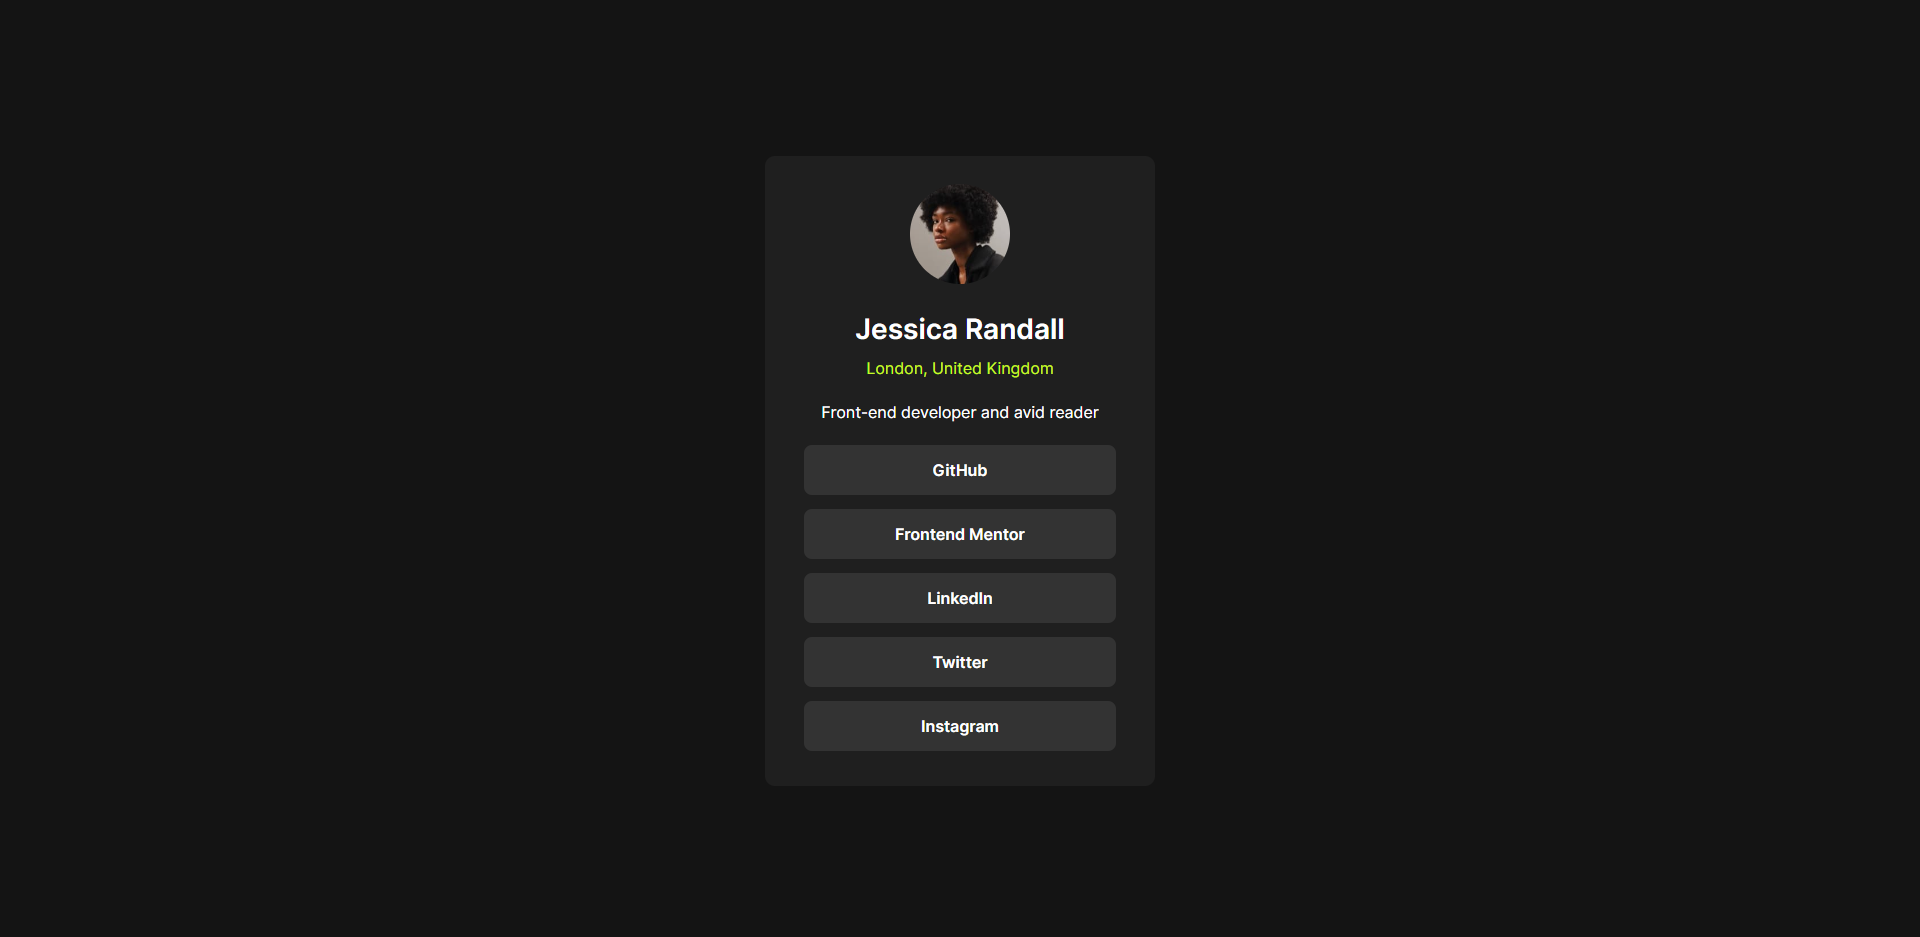 Jessica Randall
London, United Kingdom
Front-end developer and avid reader
GitHub
Frontend Mentor
LinkedIn
Twitter
Instagram